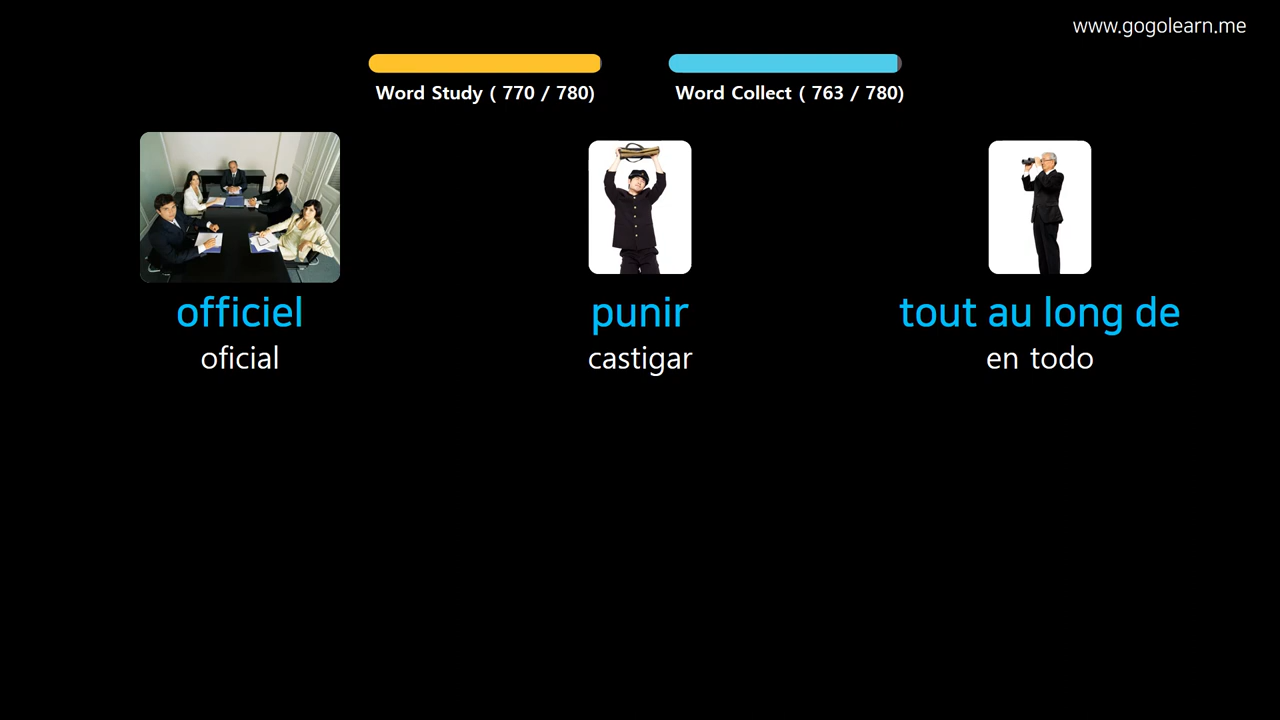 www.gogolearn.me
Word Study ( 770 / 780)
Word Collect ( 763 / 780)
officiel
punir
tout au long de
oficial
castigar
en todo